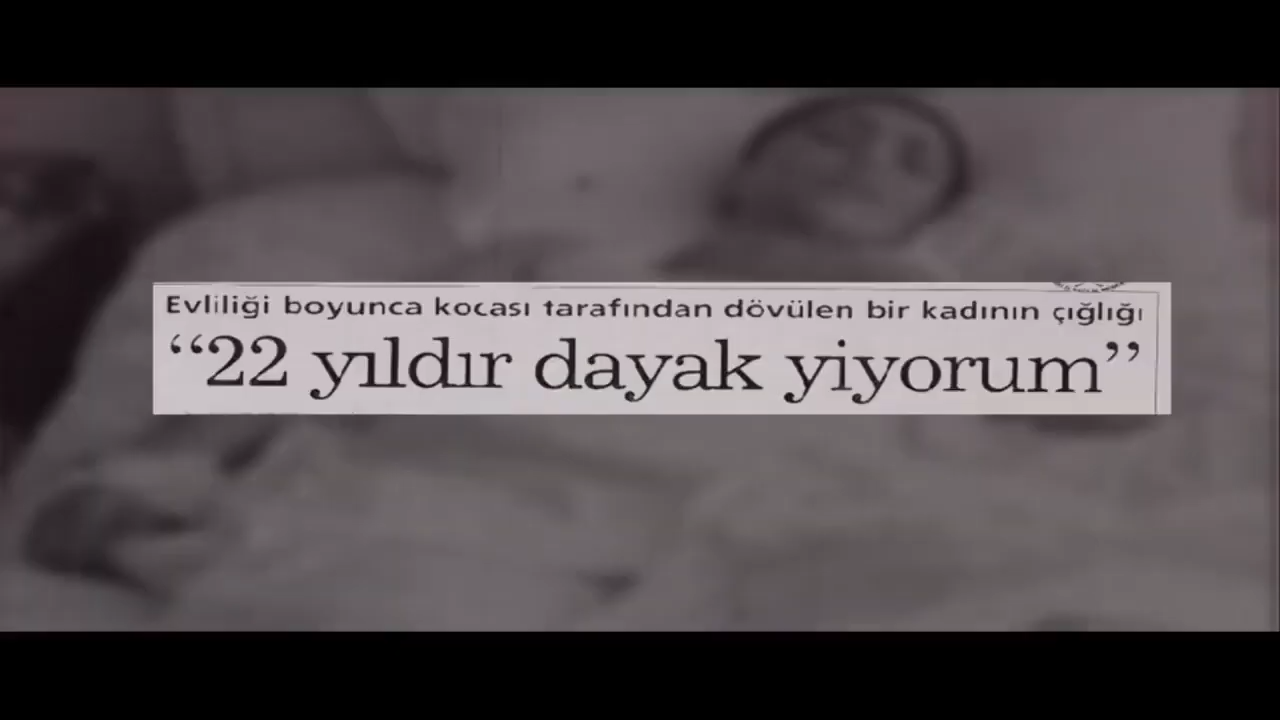 Evliliği boyunca kocası tarafından dövülen bir kadının çığlığı
“22 yıldır dayak yiyorum”